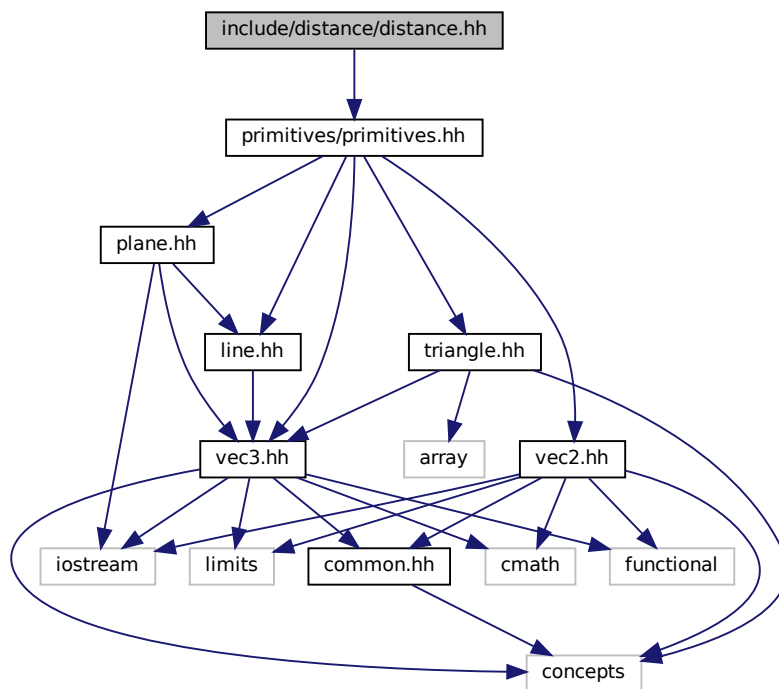 include/distance/distance.hh
primitives/primitives.hh
plane.hh
line.hh
triangle.hh
vec3.hh
array
vec2.hh
iostream
limits
common.hh
cmath
functional
concepts